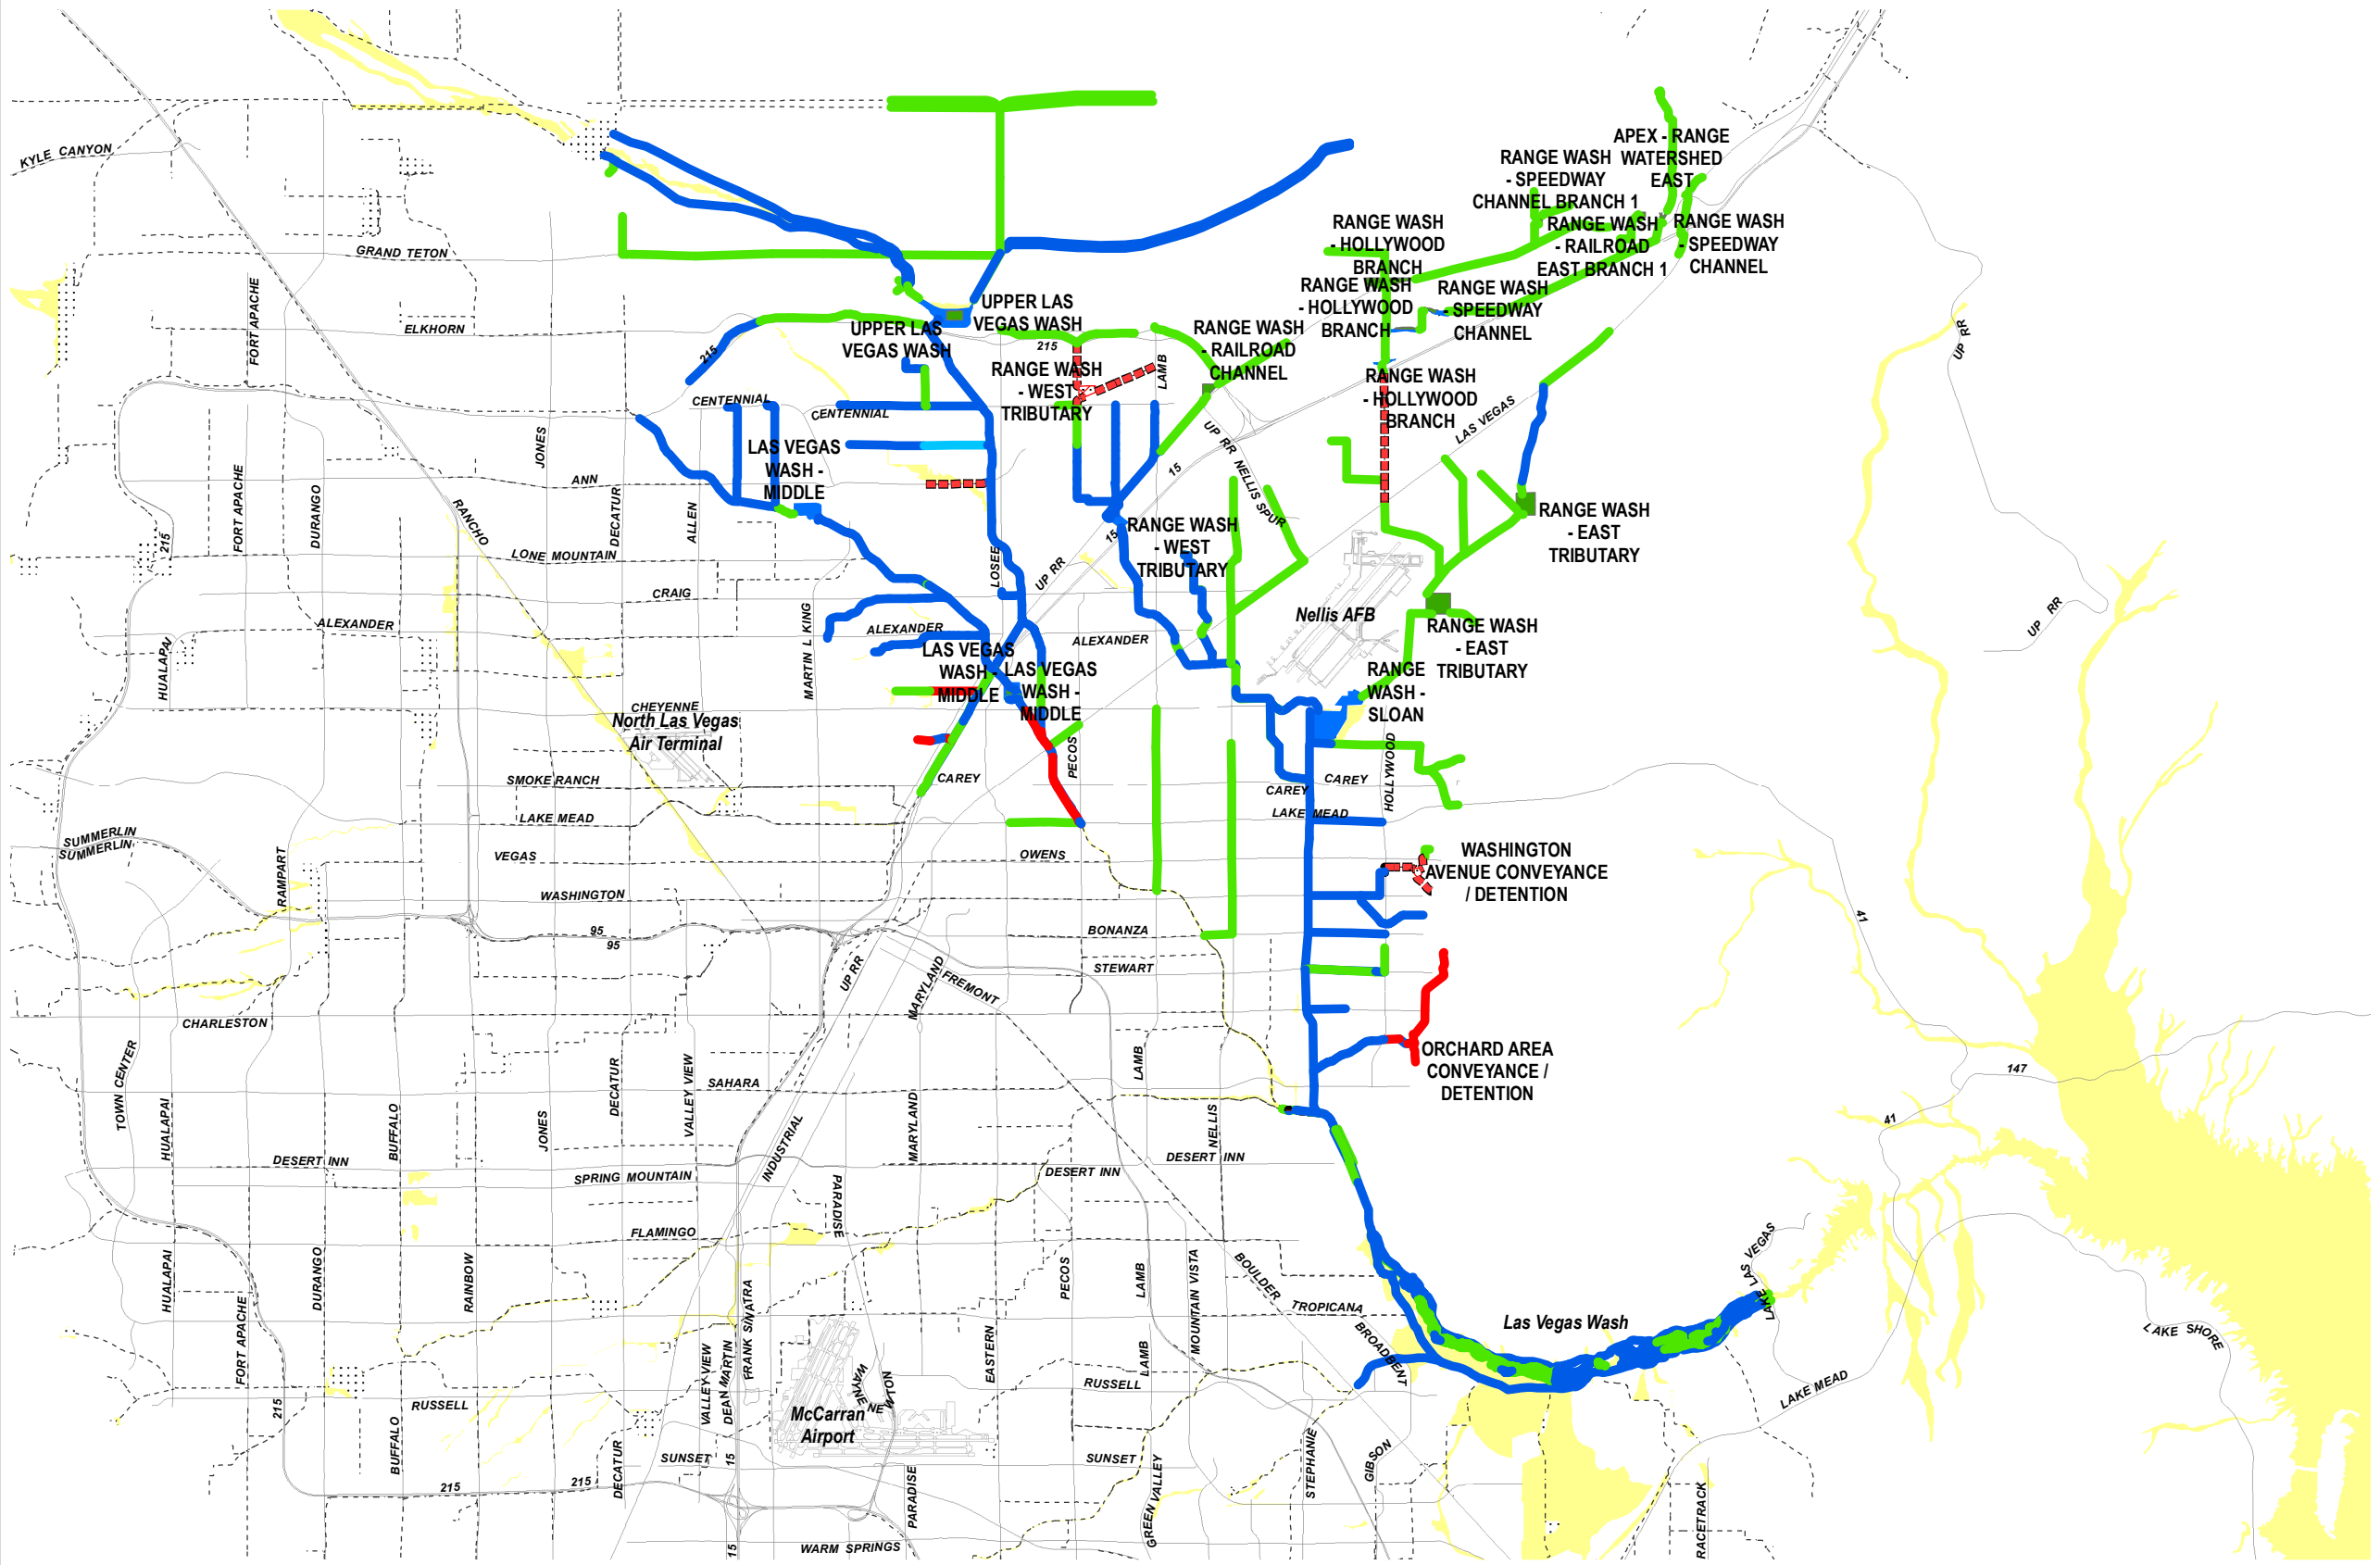 KYLE CANYON
APEX - RANGE
WATERSHED
EAST
RANGE WASH
- SPEEDWAY
CHANNEL BRANCH 1
RANGE WASH
- HOLLYWOOD
BRANCH
RANGE WASH
- RAILROAD
EAST BRANCH 1
RANGE WASH
- SPEEDWAY
CHANNEL
GRAND TETON
FORT APACHE
ELKHORN
215
UPPER LAS
VEGAS WASH
UPPER LAS
VEGAS WASH
215
RANGE WASH
- HOLLYWOOD
BRANCH
RANGE WASH
- SPEEDWAY
CHANNEL
RANGE WASH
- RAILROAD
CHANNEL
UP RR
UP RR
RANGE WASH
- WEST
TRIBUTARY
LAMB
RANGE WASH
- HOLLYWOOD
BRANCH
LAS VEGAS
CENTENNIAL
CENTENNIAL
UP RR NELLIS SPUR
15
JONES
LAS VEGAS
WASH -
MIDDLE
ANN
FORT APACHE
DURANGO
RANCHO
DECATUR
ALLEN
215
RANGE WASH
- EAST
TRIBUTARY
RANGE WASH
- WEST
TRIBUTARY
15
LONE MOUNTAIN
LOSEE
UP RR
CRAIG
MARTIN L KING
Nellis AFB
ALEXANDER
ALEXANDER
ALEXANDER
HUALAPAI
RANGE WASH
- EAST
TRIBUTARY
UP RR
LAS VEGAS
WASH -
MIDDLE
LAS VEGAS
WASH -
MIDDLE
RANGE
WASH -
SLOAN
CHEYENNE
North Las Vegas
Air Terminal
PECOS
HOLLYWOOD
SMOKE RANCH
CAREY
CAREY
CAREY
LAKE MEAD
LAKE MEAD
SUMMERLIN
SUMMERLIN
RAMPART
VEGAS
OWENS
WASHINGTON
AVENUE CONVEYANCE
/ DETENTION
WASHINGTON
95
95
BONANZA
41
UP RR
MARYLAND
FREMONT
STEWART
CHARLESTON
TOWN CENTER
ORCHARD AREA
CONVEYANCE /
DETENTION
SAHARA
LAMB
147
HUALAPAI
BUFFALO
JONES
DECATUR
VALLEY VIEW
INDUSTRIAL
MARYLAND
NELLIS
41
DESERT INN
DESERT INN
DESERT INN
SPRING MOUNTAIN
PARADISE
FLAMINGO
HUALAPAI
FORT APACHE
DURANGO
RAINBOW
FRANK SINATRA
PECOS
LAMB
MOUNTAIN VISTA
BOULDER
TROPICANA
BROADBENT
Las Vegas Wash
LAKE LAS VEGAS
LAKE SHORE
VALLEY VIEW
DEAN MARTIN
EASTERN
LAMB
WAYNE NEWTON
RUSSELL
RUSSELL
LAKE MEAD
McCarran
Airport
215
BUFFALO
DECATUR
SUNSET
15
SUNSET
GREEN VALLEY
STEPHANIE
GIBSON
215
215
PARADISE
RACETRACK
15
WARM SPRINGS